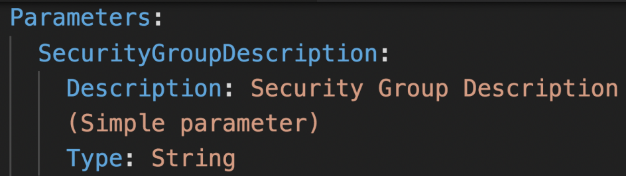 Parameters:
SecurityGroupDescription:
Description: Security Group Description
(Simple parameter)
Type: String